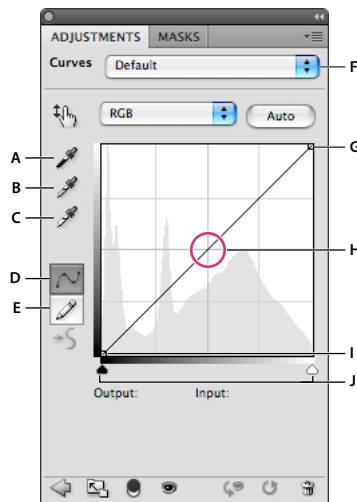 ADJUSTMENTS MASKS
Curves Default F
RGB Auto
A
G
B
C
H
D
E
I
J
Output: Input: